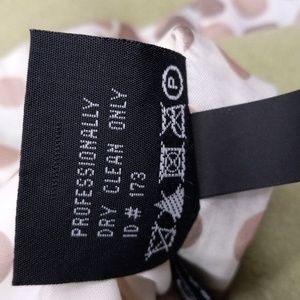 PROFESSIONALLY
DRY CLEAN ONLY
ID# 173
P